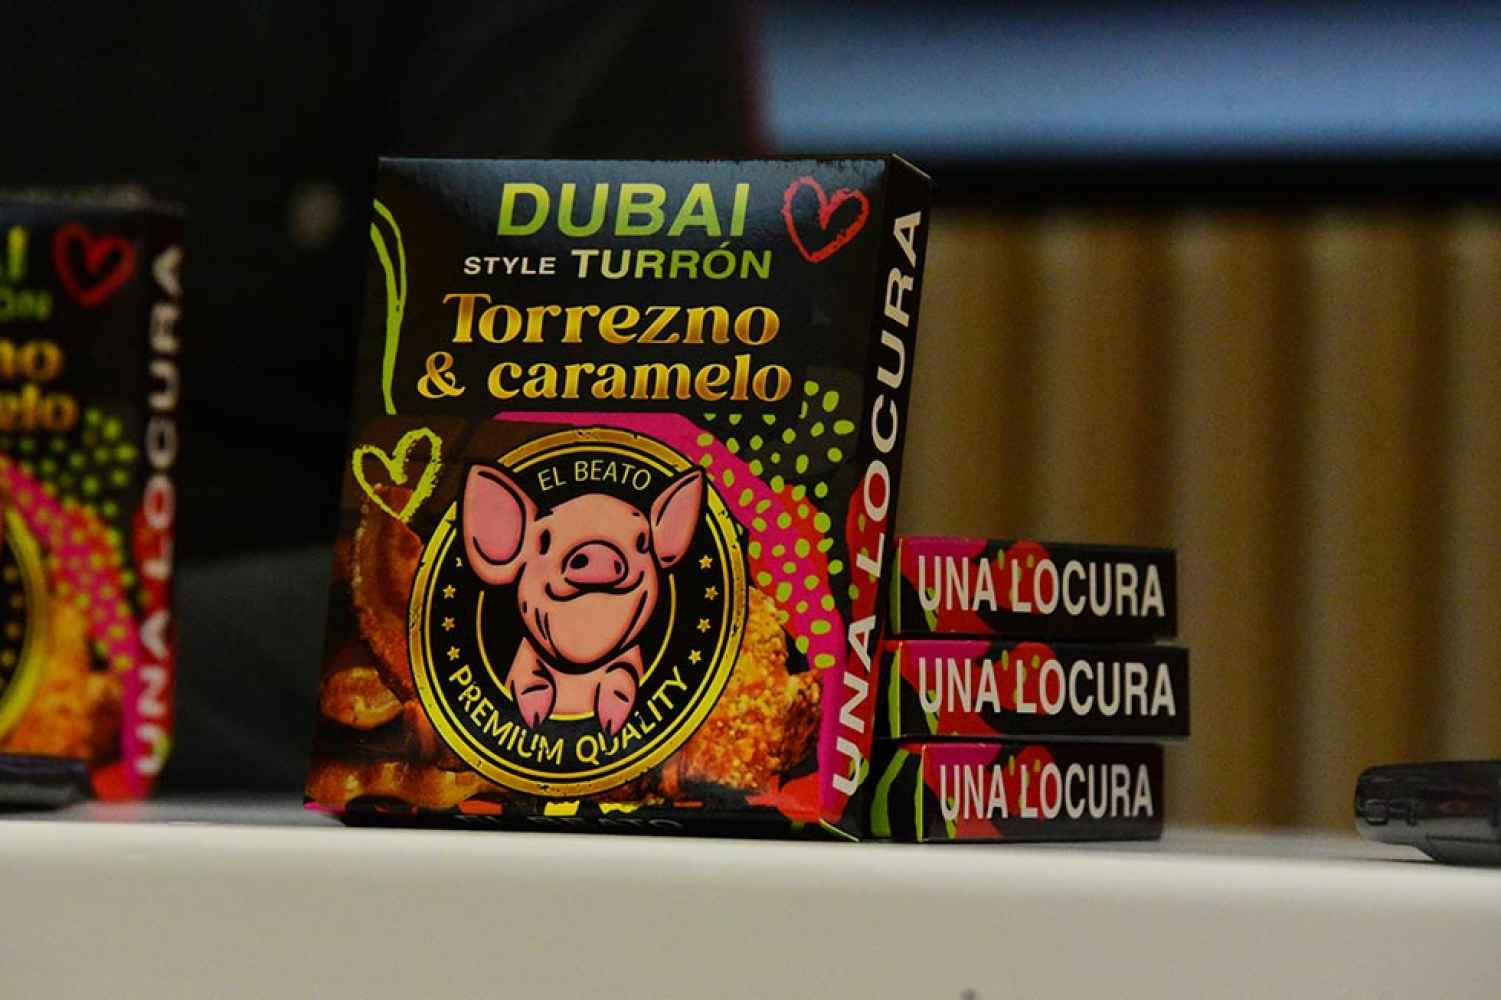 DUBAI
STYLE TURRÓN
Torrezno
& caramelo
EL BEATO
PREMIUM QUALITY
UNA LOCURA
UNA LOCURA
UNA LOCURA
UNA LOCURA
UNA LOCURA